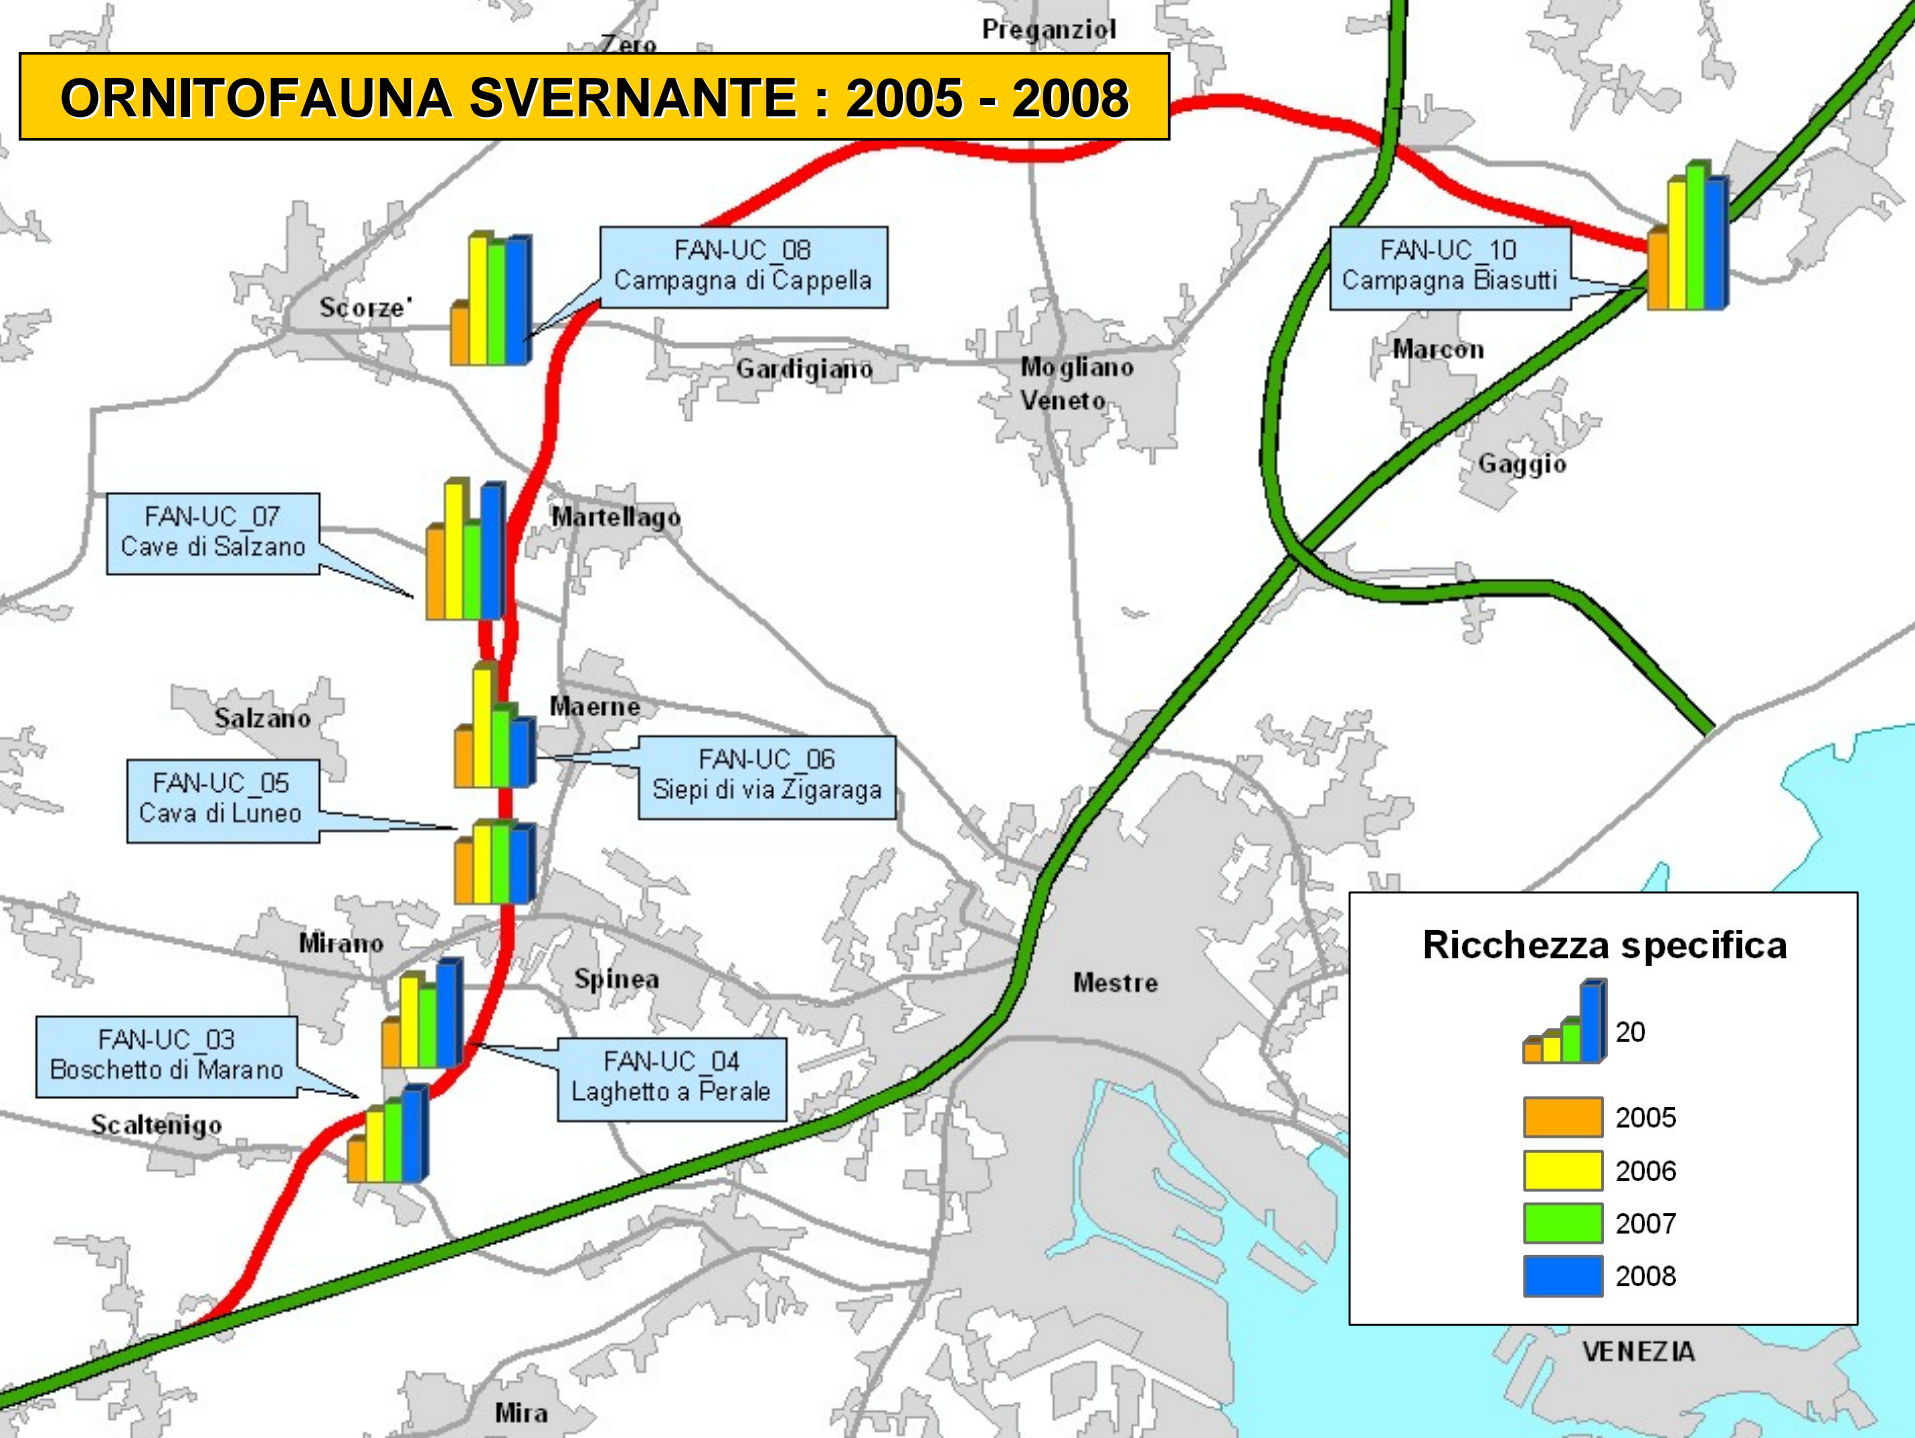 Preganziol
Zero
ORNITOFAUNA SVERNANTE : 2005 - 2008
FAN-UC_08
Campagna di Cappella
FAN-UC_10
Campagna Biasutti
Scorze'
Gardigiano
Mogliano
Veneto
Marcon
Gaggio
FAN-UC_07
Cave di Salzano
Martellago
Salzano
Maerne
FAN-UC_06
Siepi di via Zigaraga
FAN-UC_05
Cava di Luneo
Mirano
Spinea
Mestre
FAN-UC_03
Boschetto di Marano
FAN-UC_04
Laghetto a Perale
Scaltenigo
Ricchezza specifica
20
2005
2006
2007
2008
VENEZIA
Mira